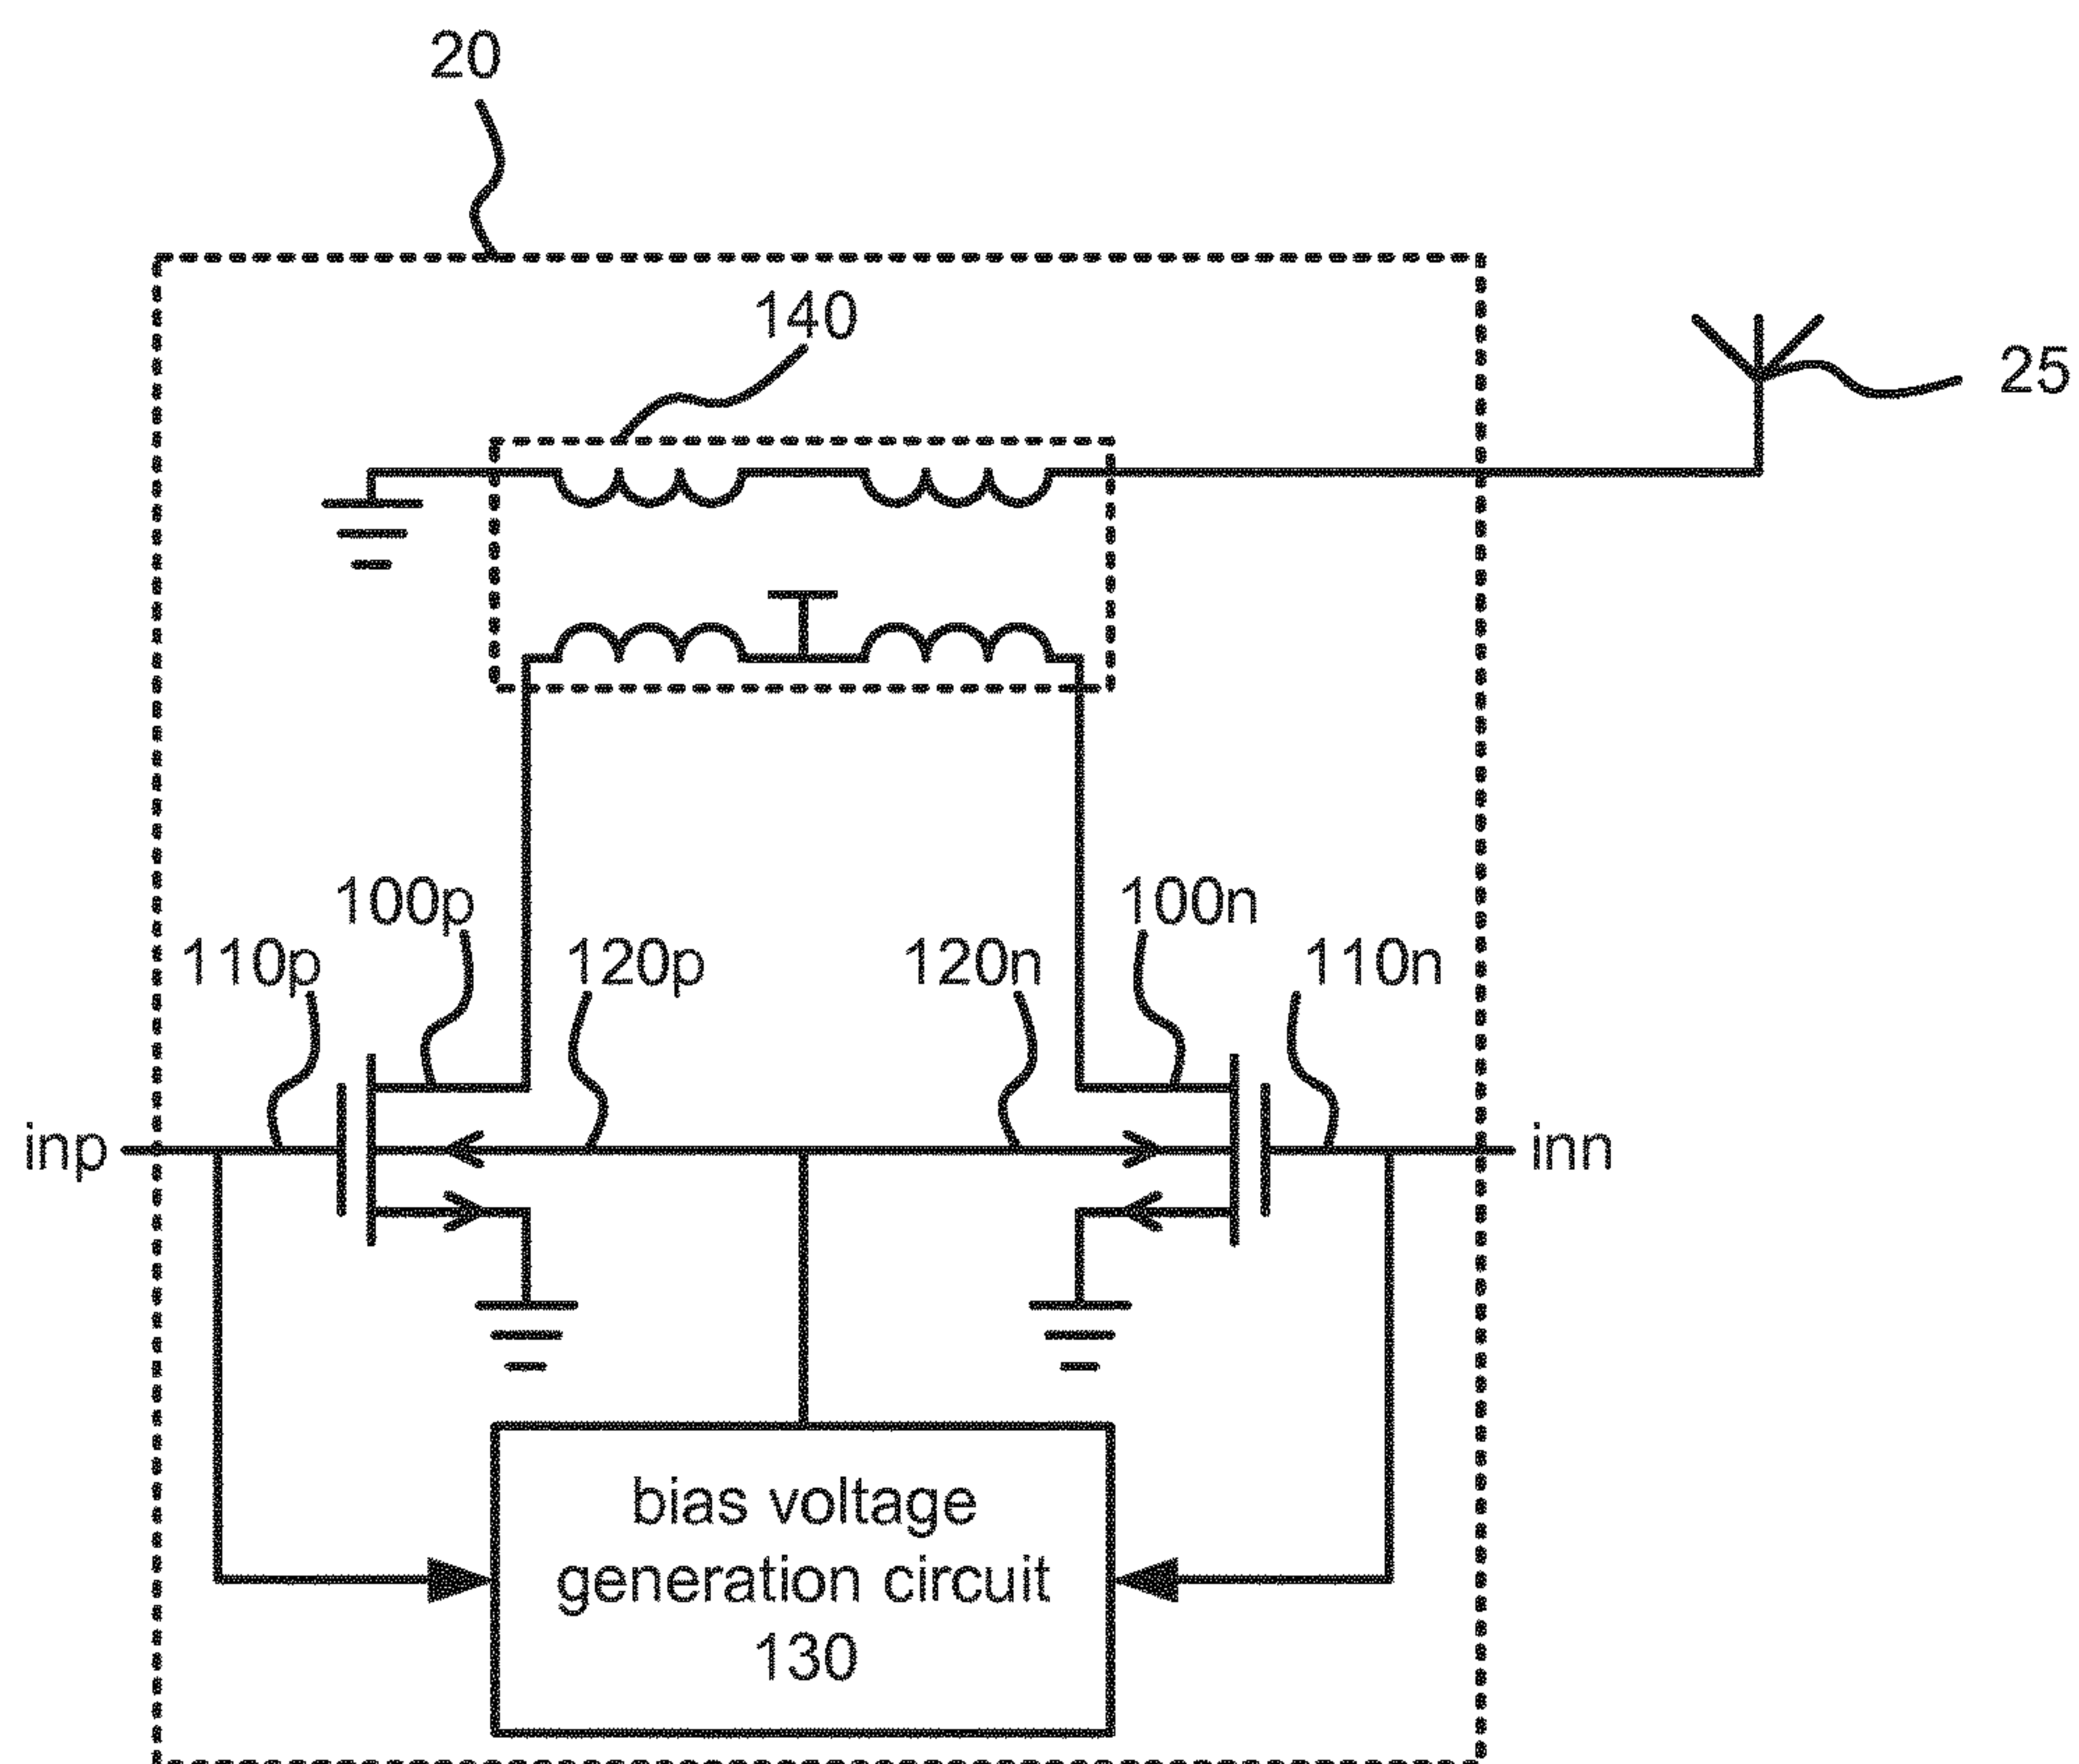 20
140
25
100p
100n
110p
120p
120n
110n
inp
inn
bias voltage
generation circuit
130